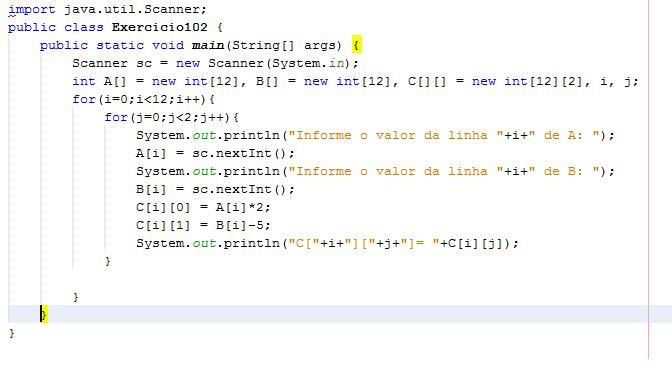 import java.util.Scanner;
public class Exercicio102 {
    public static void main(String[] args) {
        Scanner sc = new Scanner(System.in);
        int A[] = new int[12], B[] = new int[12], C[][] = new int[12][2], i, j;
        for(i=0;i<12;i++){
            for(j=0;j<2;j++){
                System.out.println("Informe o valor da linha "+i+" de A: ");
                A[i] = sc.nextInt();
                System.out.println("Informe o valor da linha "+i+" de B: ");
                B[i] = sc.nextInt();
                C[i][0] = A[i]*2;
                C[i][1] = B[i]-5;
                System.out.println("C["+i+"]["+j+"]= "+C[i][j]);
            }
        }
    }
}